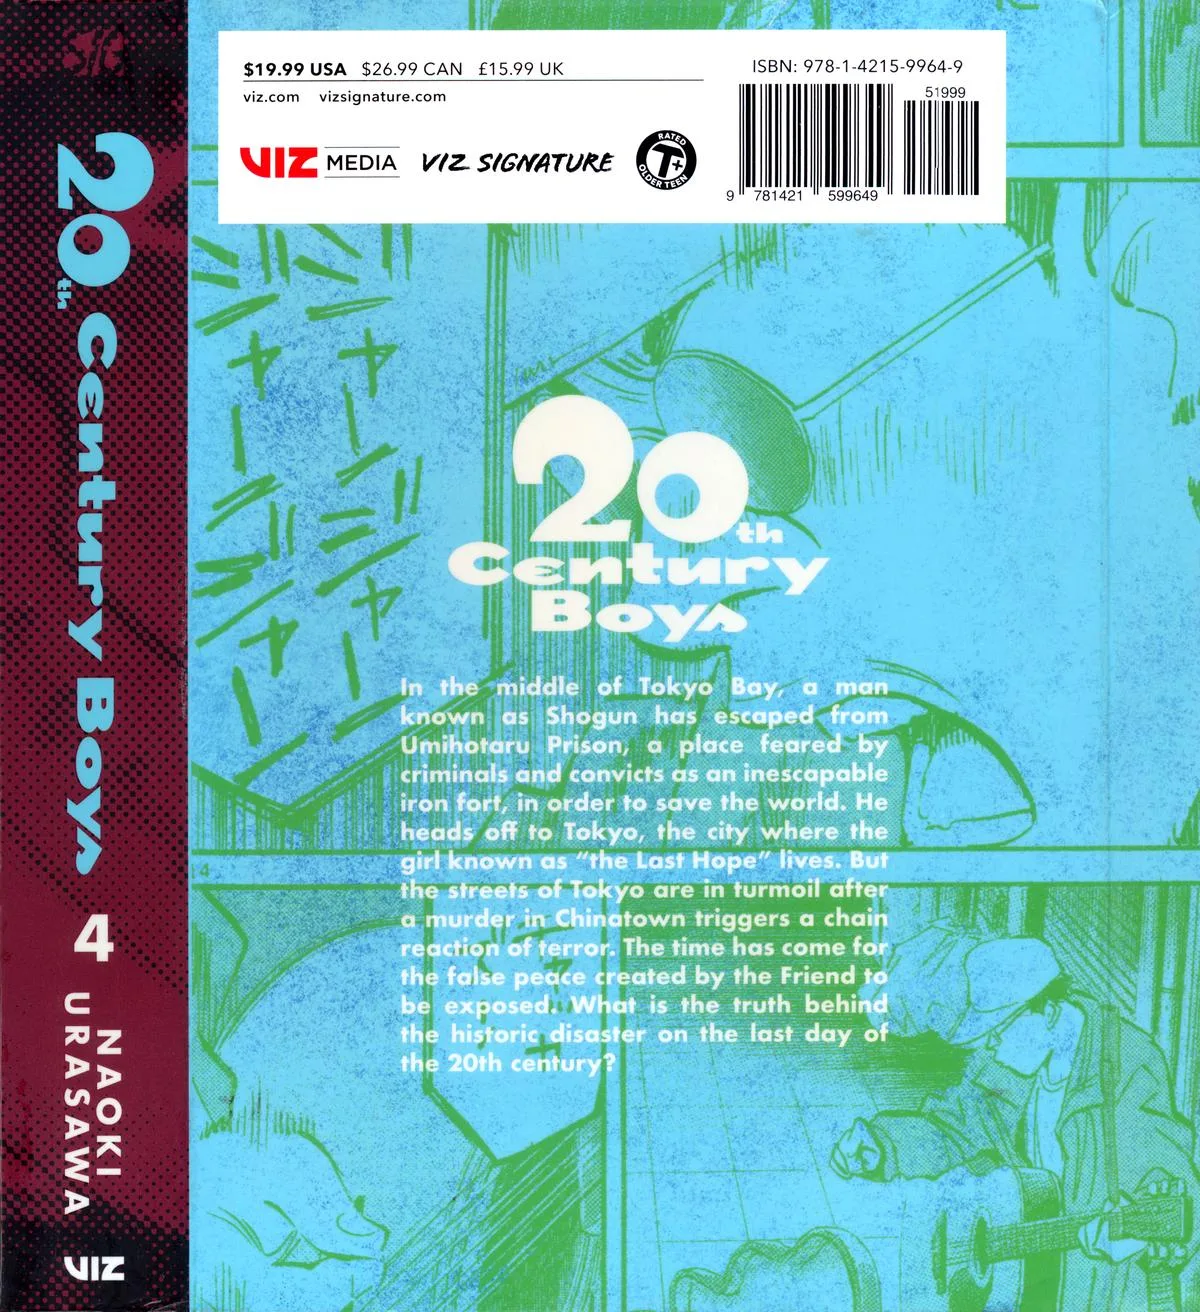 20th Century Boys
4
NAOKI
URASAWA
VIZ
$19.99 USA $26.99 CAN £15.99 UK
viz.com vizsignature.com
VIZ MEDIA
VIZ SIGNATURE
RATED
T+
OLDER TEEN
ISBN: 978-1-4215-9964-9
51999
9 781421 599649
20th
Century
Boys
In the middle of Tokyo Bay, a man
known as Shogun has escaped from
Umihotaru Prison, a place feared by
criminals and convicts as an inescapable
iron fort, in order to save the world. He
heads off to Tokyo, the city where the
girl known as “the Last Hope” lives. But
the streets of Tokyo are in turmoil after
a murder in Chinatown triggers a chain
reaction of terror. The time has come for
the false peace created by the Friend to
be exposed. What is the truth behind
the historic disaster on the last day of
the 20th century?
14